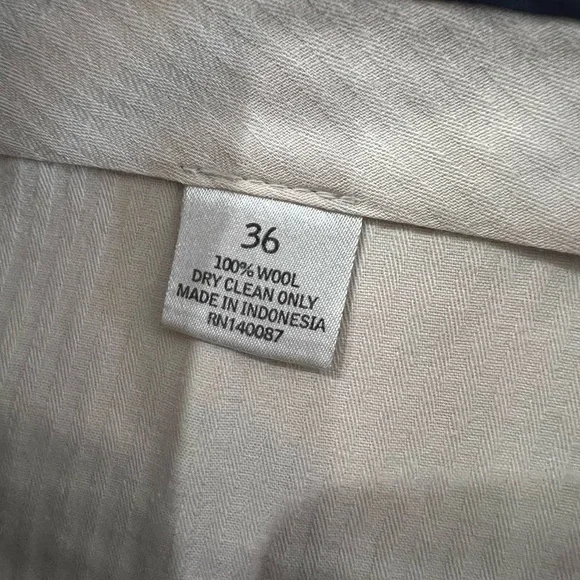 36
100% WOOL
DRY CLEAN ONLY
MADE IN INDONESIA
RN140087